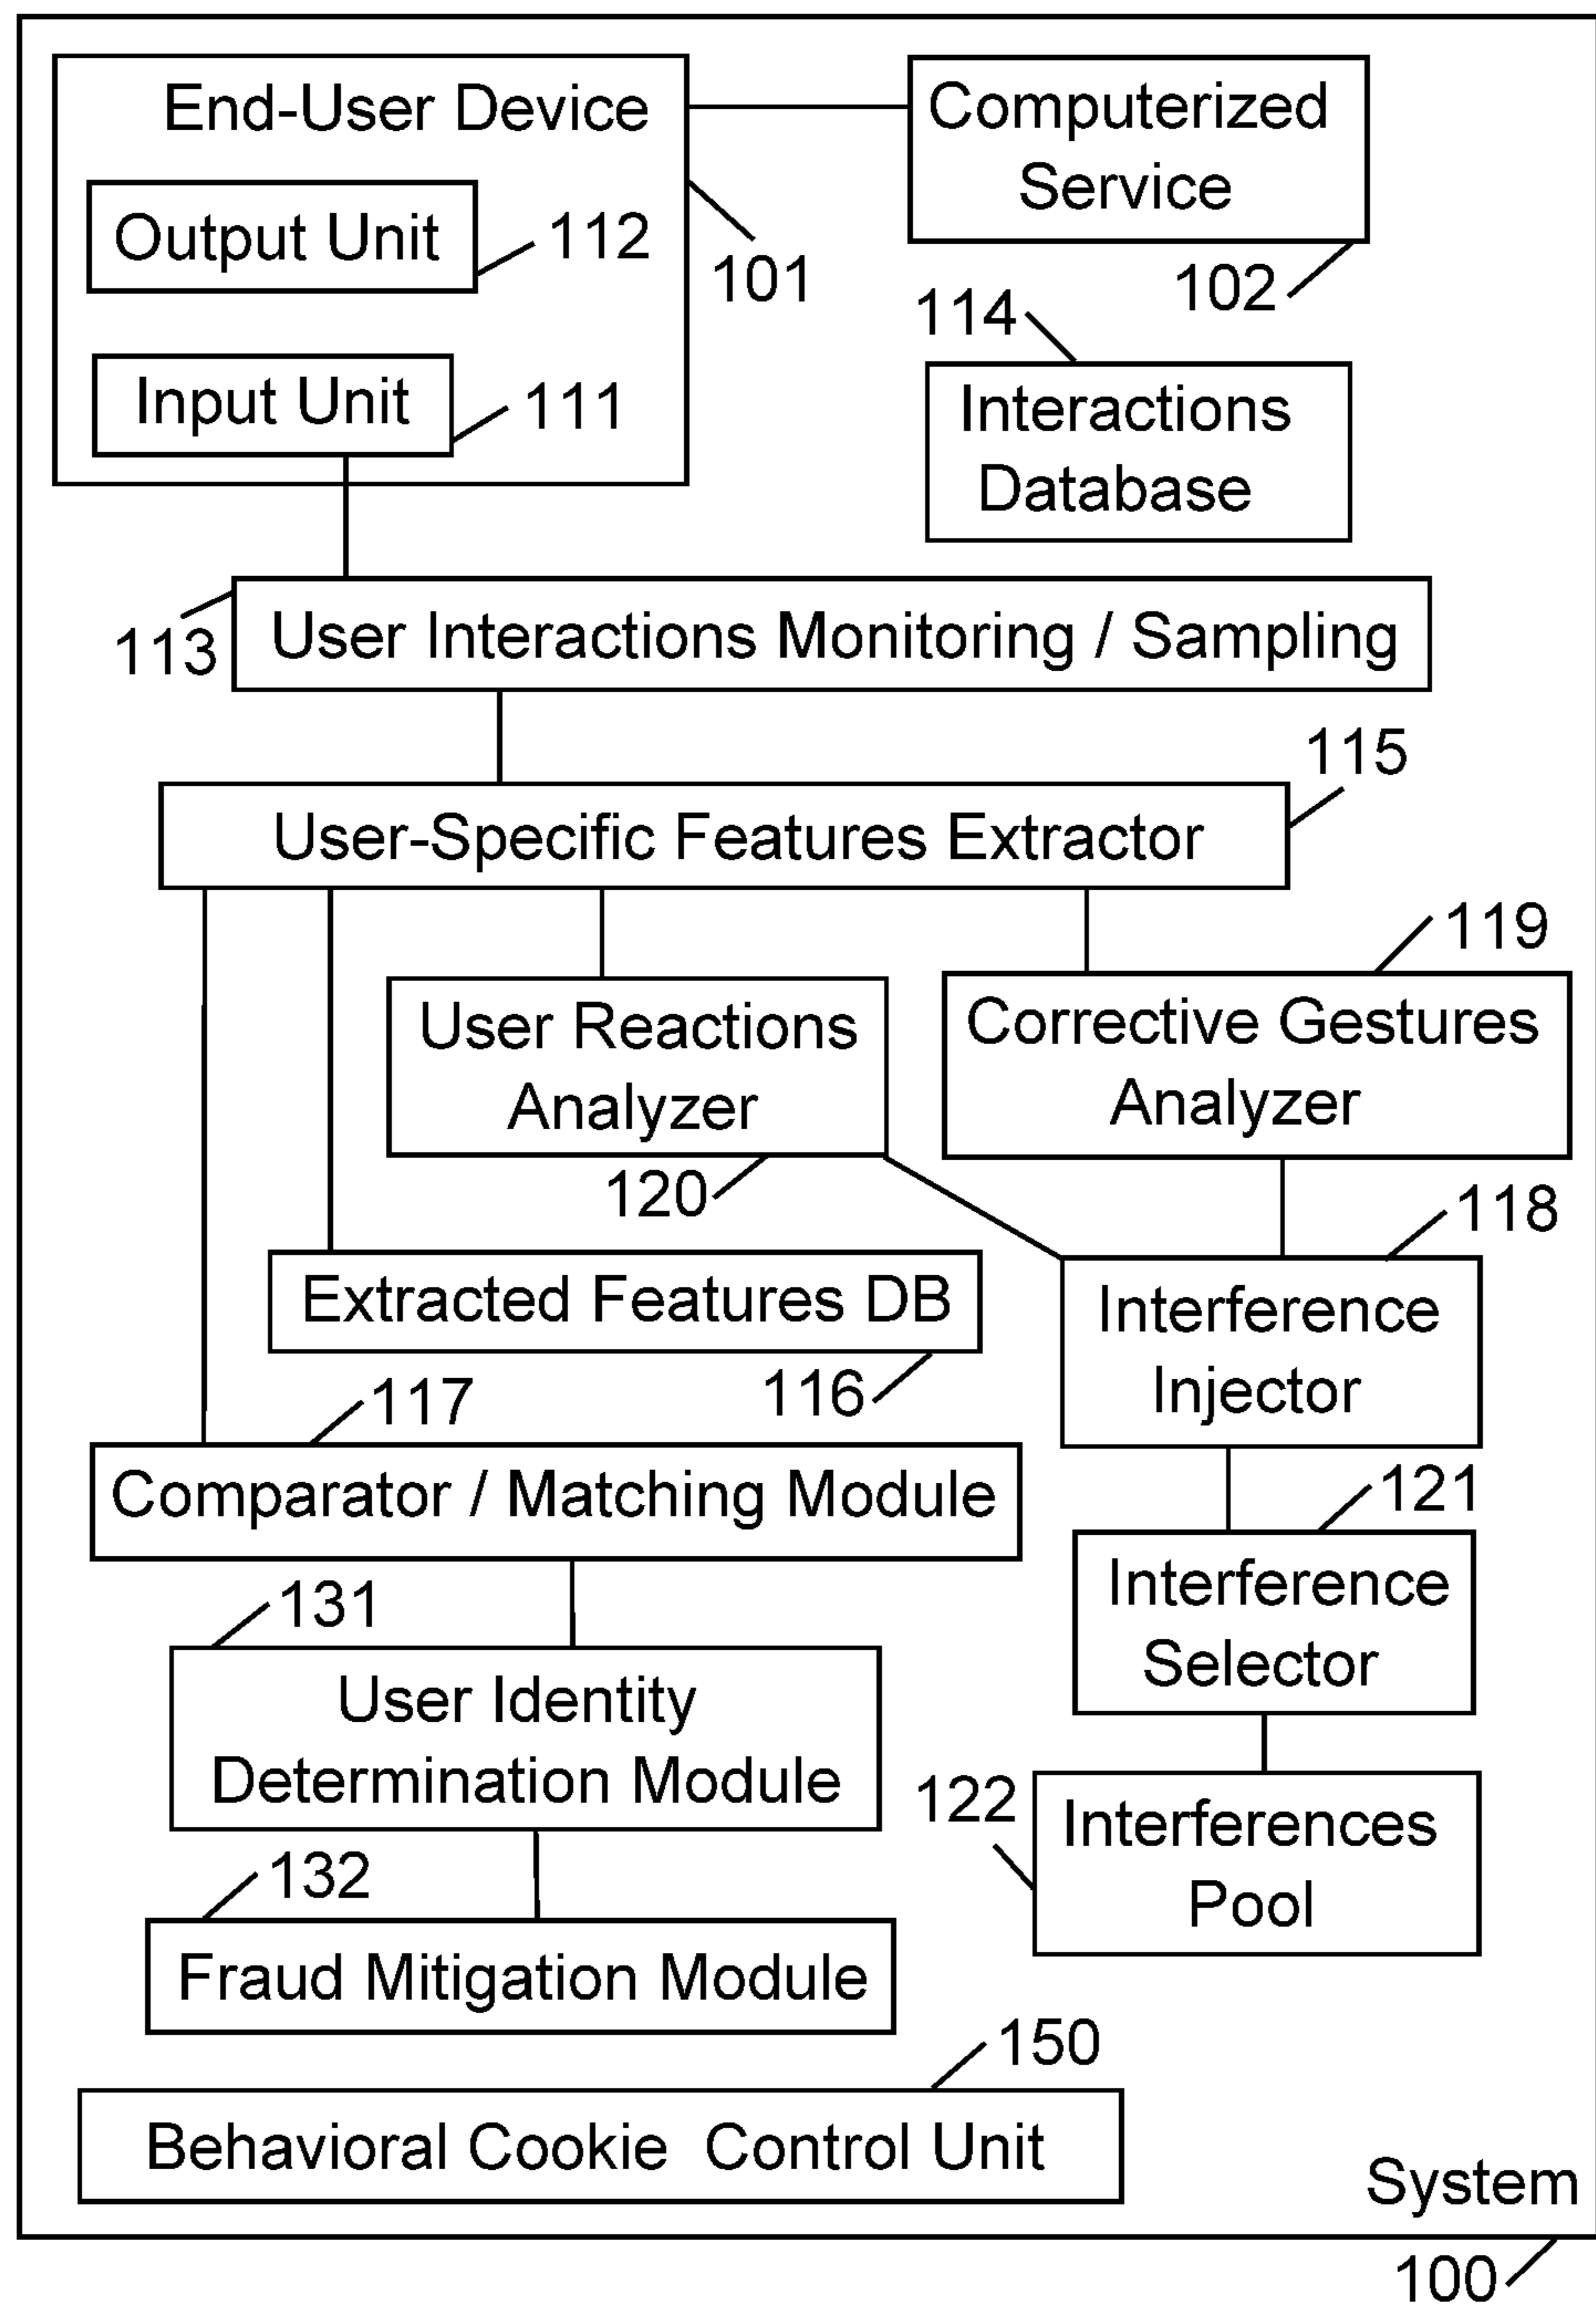 End-User Device
Output Unit
112
Input Unit
111
101
Computerized
Service
102
114
Interactions
Database
113
User Interactions Monitoring / Sampling
115
User-Specific Features Extractor
119
User Reactions
Analyzer
120
Corrective Gestures
Analyzer
118
Extracted Features DB
116
Interference
Injector
117
Comparator / Matching Module
121
Interference
Selector
131
User Identity
Determination Module
122
Interferences
Pool
132
Fraud Mitigation Module
150
Behavioral Cookie Control Unit
System
100